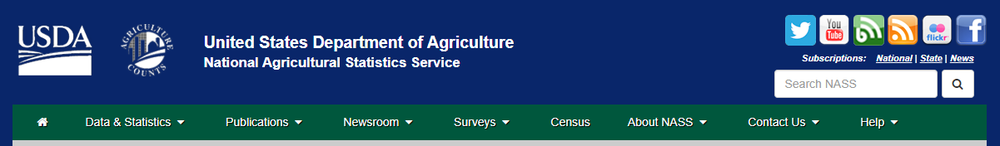 USDA
AGRICULTURE
COUNTS
United States Department of Agriculture
National Agricultural Statistics Service
You
Tube
flickr
Subscriptions: National | State | News
Search NASS
Data & Statistics
Publications
Newsroom
Surveys
Census
About NASS
Contact Us
Help